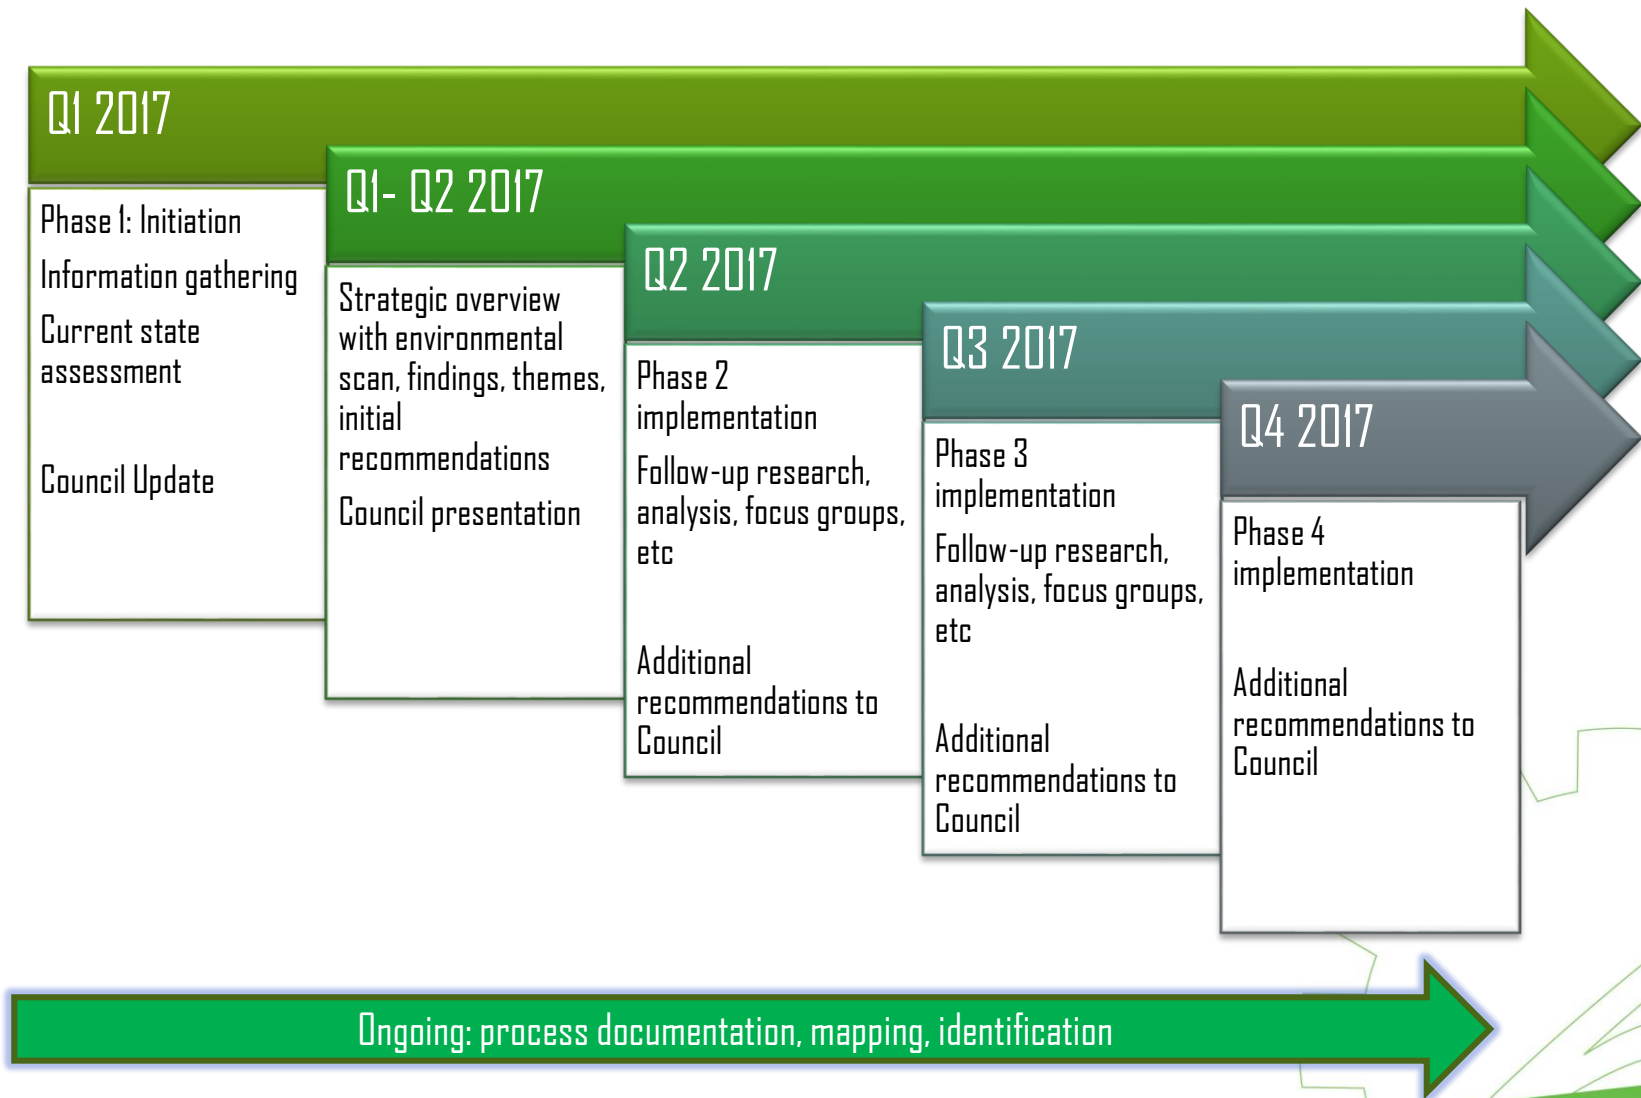 Q1 2017
Phase 1: Initiation
Information gathering
Current state
assessment
Council Update
Q1- Q2 2017
Strategic overview
with environmental
scan, findings, themes,
initial
recommendations
Council presentation
Q2 2017
Phase 2
implementation
Follow-up research,
analysis, focus groups,
etc
Additional
recommendations to
Council
Q3 2017
Phase 3
implementation
Follow-up research,
analysis, focus groups,
etc
Additional
recommendations to
Council
Q4 2017
Phase 4
implementation
Additional
recommendations to
Council
Ongoing: process documentation, mapping, identification